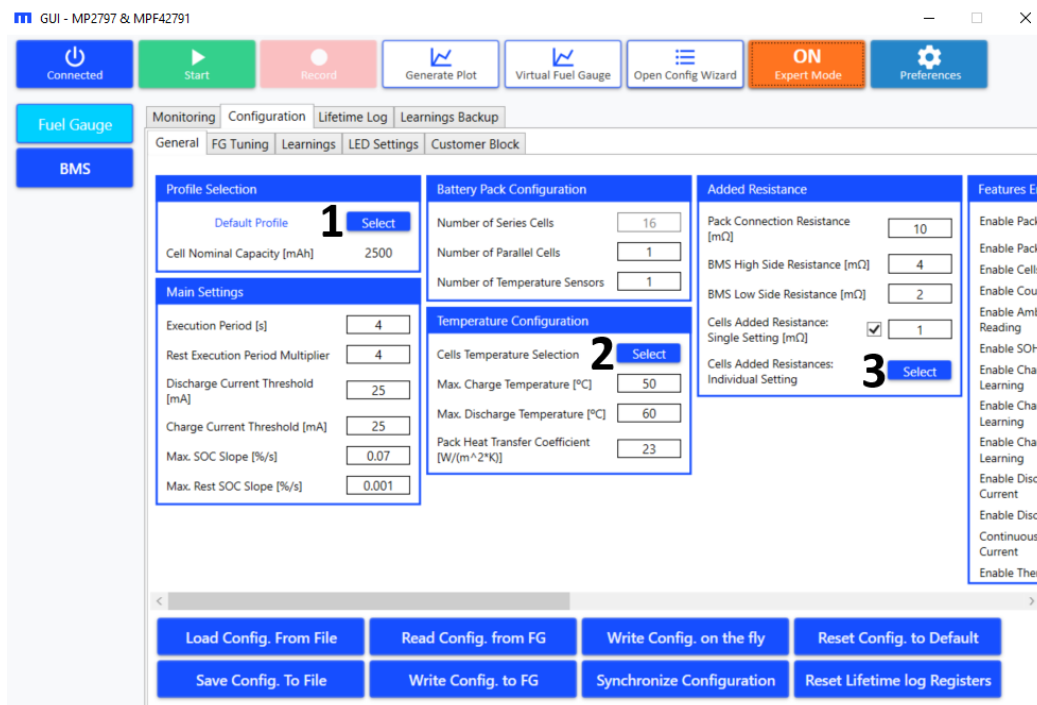 GUI - MP2797 & MPF42791
Connected
Start
Record
Generate Plot
Virtual Fuel Gauge
Open Config Wizard
ON
Expert Mode
Preferences
Fuel Gauge
BMS
Monitoring
Configuration
Lifetime Log
Learnings Backup
General
FG Tuning
Learnings
LED Settings
Customer Block
Profile Selection
Default Profile
1
Select
Cell Nominal Capacity [mAh]
2500
Main Settings
Execution Period [s]
4
Rest Execution Period Multiplier
4
Discharge Current Threshold
[mA]
25
Charge Current Threshold [mA]
25
Max. SOC Slope [%/s]
0.07
Max. Rest SOC Slope [%/s]
0.001
Battery Pack Configuration
Number of Series Cells
16
Number of Parallel Cells
1
Number of Temperature Sensors
1
Temperature Configuration
Cells Temperature Selection
2
Select
Max. Charge Temperature [ºC]
50
Max. Discharge Temperature [ºC]
60
Pack Heat Transfer Coefficient
[W/(m^2*K)]
23
Added Resistance
Pack Connection Resistance
[mΩ]
10
BMS High Side Resistance [mΩ]
4
BMS Low Side Resistance [mΩ]
2
Cells Added Resistance:
Single Setting [mΩ]
1
Cells Added Resistances:
Individual Setting
3
Select
Features E
Enable Pack
Enable Pack
Enable Cells
Enable Cou
Enable Amb
Reading
Enable SOH
Enable Cha
Learning
Enable Cha
Learning
Enable Cha
Learning
Enable Disc
Current
Enable Disc
Continuous
Current
Enable Ther
Load Config. From File
Read Config. from FG
Write Config. on the fly
Reset Config. to Default
Save Config. To File
Write Config. to FG
Synchronize Configuration
Reset Lifetime log Registers